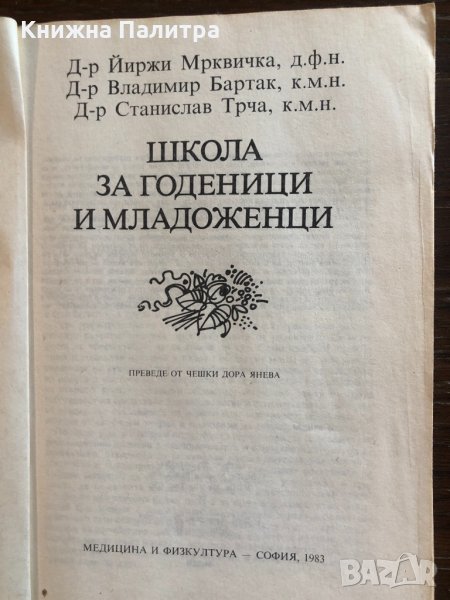 Книжна Палитра
Д-р Йиржи Мрквичка, д.ф.н.
Д-р Владимир Бартак, к.м.н.
Д-р Станислав Трча, к.м.н.
ШКОЛА
ЗА ГОДЕНИЦИ
И МЛАДОЖЕНЦИ
ПРЕВЕДЕ ОТ ЧЕШКИ ДОРА ЯНЕВА
МЕДИЦИНА И ФИЗКУЛТУРА — СОФИЯ, 1983
BAZAR